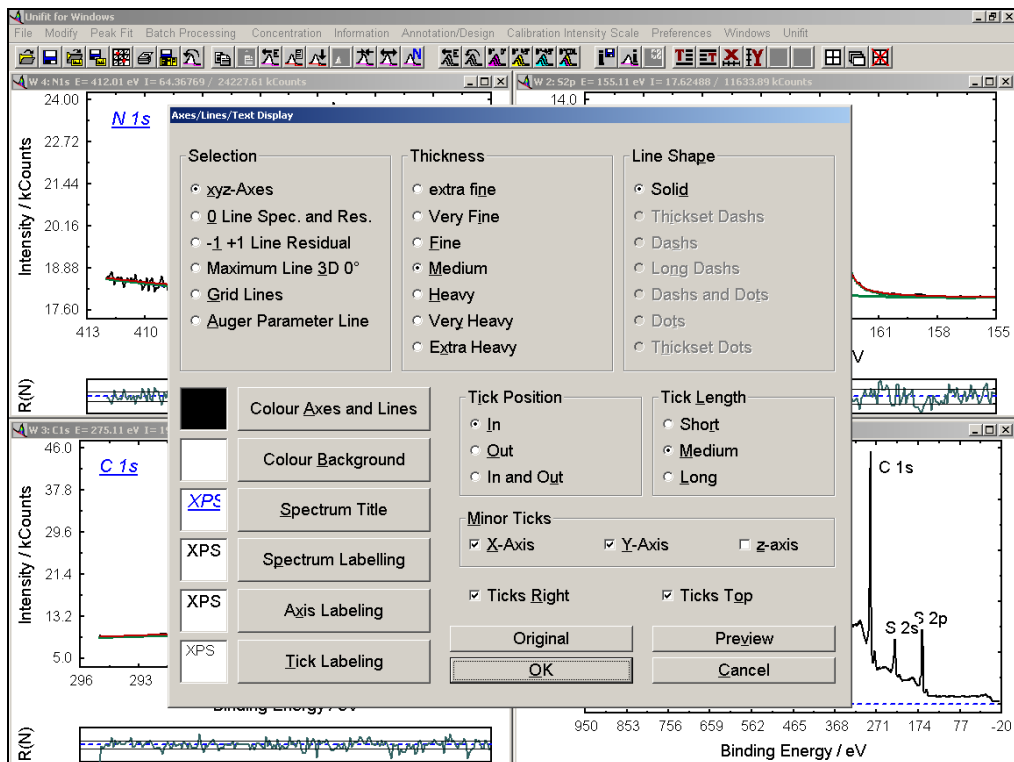 Unifit for Windows
File Modify Peak Fit Batch Processing Concentration Information Annotation/Design Calibration Intensity Scale Preferences Windows Unifit
W 4: N1s E= 412.01 eV I= 64.36769 / 24227.61 kCounts
W 2: S2p E= 155.11 eV I= 17.62488 / 11633.89 kCounts
24.00
22.72
21.44
20.16
18.88
17.60
Intensity / kCounts
N 1s
413 410
R(N)
14.0
161 158 155
V
Axes/Lines/Text Display
Selection
xyz-Axes
0 Line Spec. and Res.
-1 +1 Line Residual
Maximum Line 3D 0°
Grid Lines
Auger Parameter Line
Thickness
extra fine
Very Fine
Fine
Medium
Heavy
Very Heavy
Extra Heavy
Line Shape
Solid
Thickset Dashs
Dashs
Long Dashs
Dashs and Dots
Dots
Thickset Dots
Colour Axes and Lines
Colour Background
XPS Spectrum Title
XPS Spectrum Labelling
XPS Axis Labeling
XPS Tick Labeling
Tick Position
In
Out
In and Out
Tick Length
Short
Medium
Long
Minor Ticks
X-Axis Y-Axis z-axis
Ticks Right Ticks Top
Original Preview
OK Cancel
W 3: C1s E= 275.11 eV I= 1
46.0
37.8
29.6
21.4
13.2
5.0
Intensity / kCounts
C 1s
296 293
Binding Energy / eV
R(N)
C 1s
S 2s S 2p
950 853 756 659 562 465 368 271 174 77 -20
Binding Energy / eV